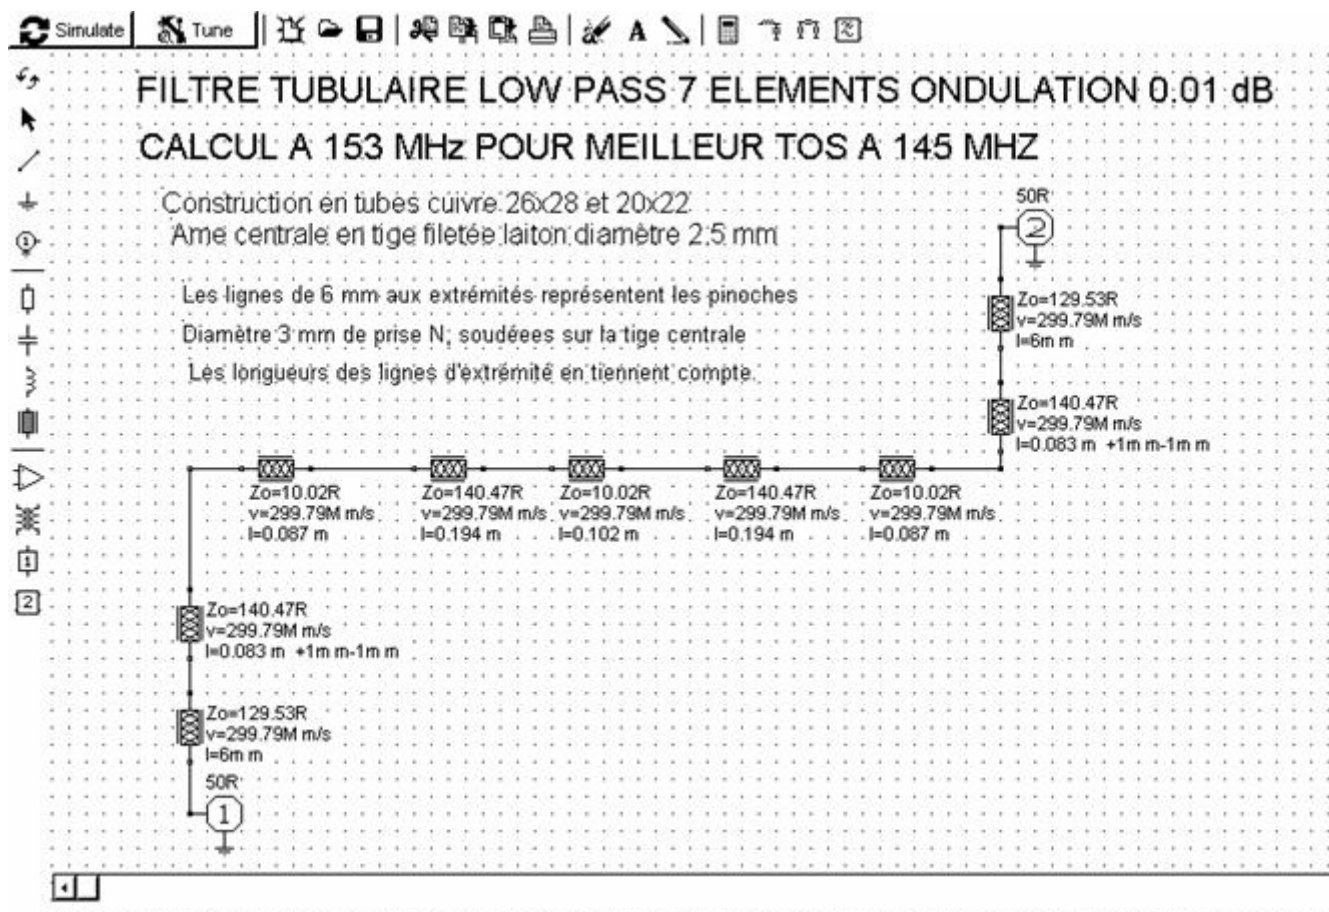 Simulate Tune A
FILTRE TUBULAIRE LOW PASS 7 ELEMENTS ONDULATION 0.01 dB
CALCUL A 153 MHz POUR MEILLEUR TOS A 145 MHZ
Construction en tubes cuivre 26x28 et 20x22
Ame centrale en tige filetée laiton diamètre 2.5 mm
Les lignes de 6 mm aux extrémités représentent les pinoches
Diamètre 3 mm de prise N, soudéees sur la tige centrale
Les longueurs des lignes d'extrémité en tiennent compte.
50R
2
Zo=129.53R
v=299.79M m/s
l=6m m
Zo=140.47R
v=299.79M m/s
l=0.083 m +1m m-1m m
Zo=10.02R
v=299.79M m/s
l=0.087 m
Zo=140.47R
v=299.79M m/s
l=0.194 m
Zo=10.02R
v=299.79M m/s
l=0.102 m
Zo=140.47R
v=299.79M m/s
l=0.194 m
Zo=10.02R
v=299.79M m/s
l=0.087 m
Zo=140.47R
v=299.79M m/s
l=0.083 m +1m m-1m m
Zo=129.53R
v=299.79M m/s
l=6m m
50R
1
1
1
2